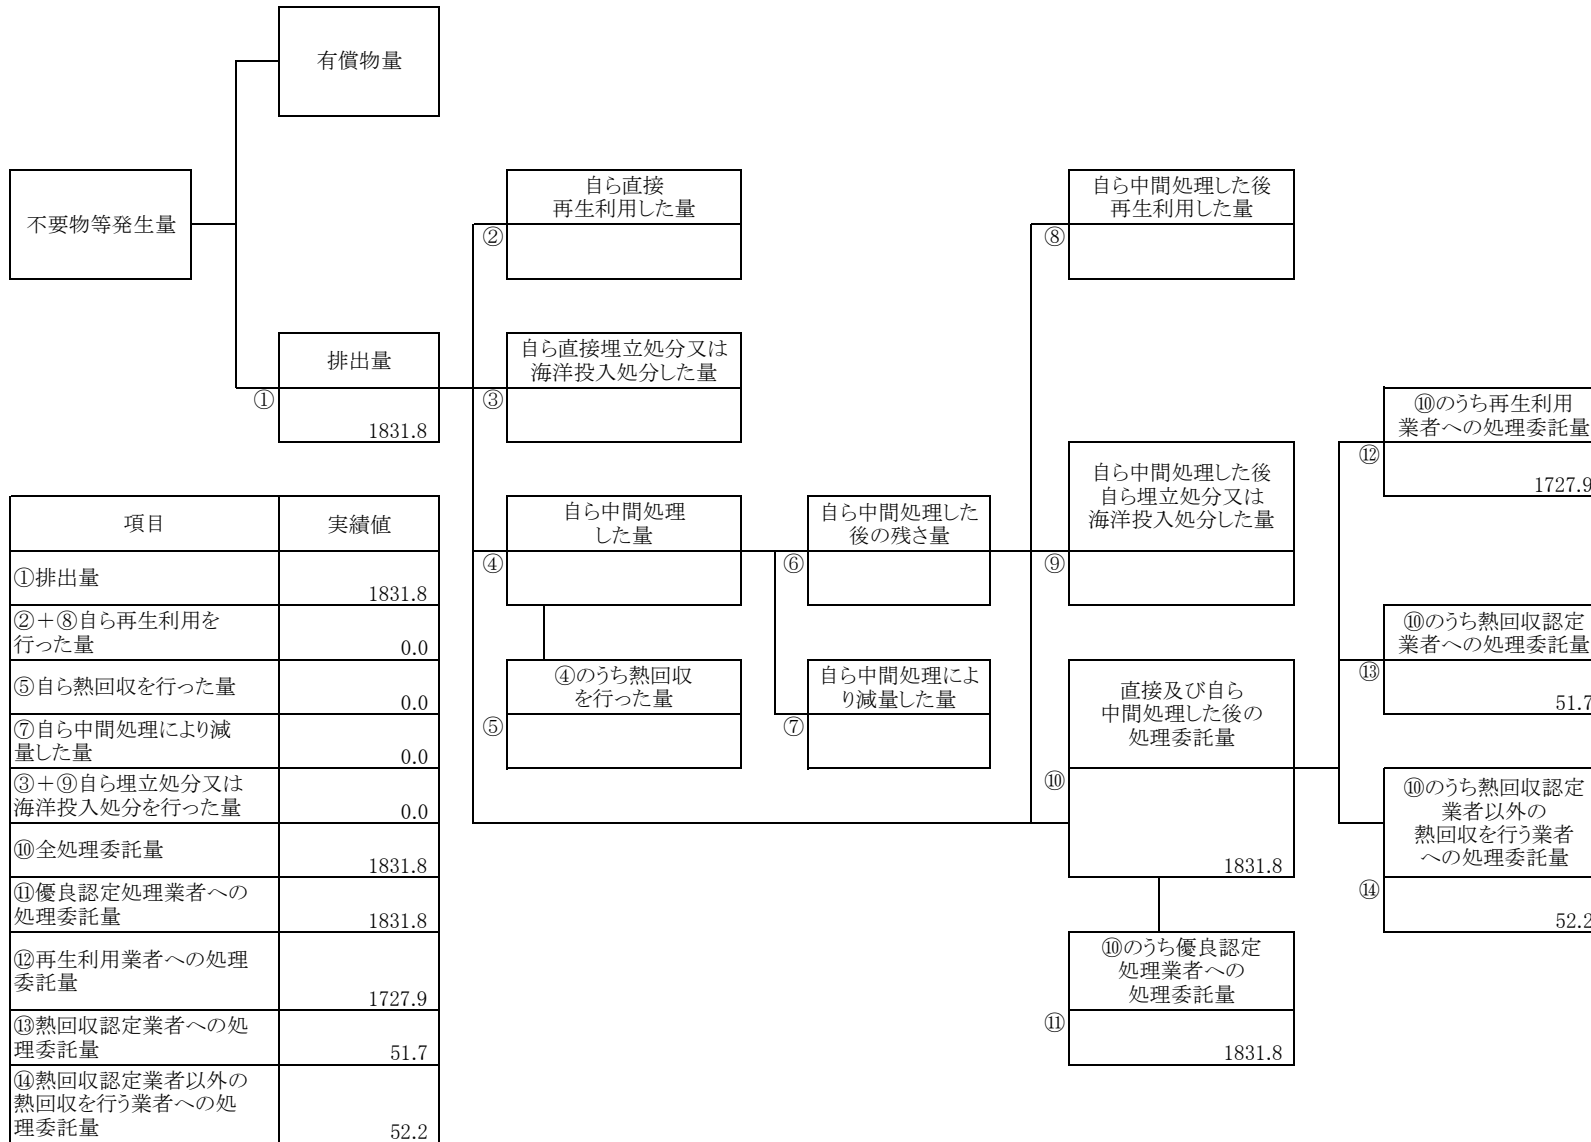 有償物量
不要物等発生量
排出量
①
1831.8
自ら直接
再生利用した量
②
自ら直接埋立処分又は
海洋投入処分した量
③
自ら中間処理
した量
④
④のうち熱回収
を行った量
⑤
自ら中間処理した
後の残さ量
⑥
自ら中間処理によ
り減量した量
⑦
自ら中間処理した後
再生利用した量
⑧
自ら中間処理した後
自ら埋立処分又は
海洋投入処分した量
⑨
直接及び自ら
中間処理した後の
処理委託量
⑩
1831.8
⑩のうち優良認定
処理業者への
処理委託量
⑪
1831.8
⑩のうち再生利用
業者への処理委託量
⑫
1727.9
⑩のうち熱回収認定
業者への処理委託量
⑬
51.7
⑩のうち熱回収認定
業者以外の
熱回収を行う業者
への処理委託量
⑭
52.2
項目 実績値
①排出量
1831.8
②＋⑧自ら再生利用を
行った量 0.0
⑤自ら熱回収を行った量
0.0
⑦自ら中間処理により減
量した量 0.0
③＋⑨自ら埋立処分又は
海洋投入処分を行った量 0.0
⑩全処理委託量
1831.8
⑪優良認定処理業者への
処理委託量 1831.8
⑫再生利用業者への処理
委託量
1727.9
⑬熱回収認定業者への処
理委託量 51.7
⑭熱回収認定業者以外の
熱回収を行う業者への処
理委託量 52.2